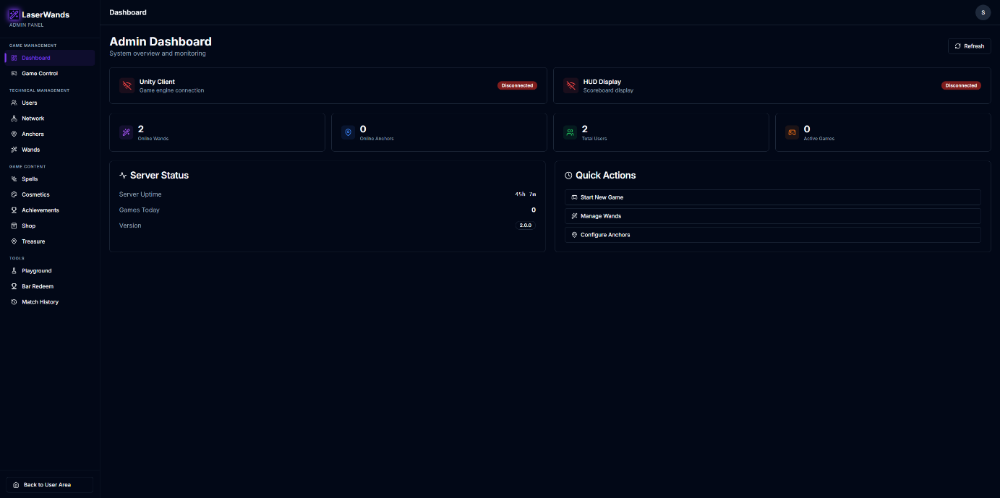 LaserWands
ADMIN PANEL
GAME MANAGEMENT
Dashboard
Game Control
TECHNICAL MANAGEMENT
Users
Network
Anchors
Wands
GAME CONTENT
Spells
Cosmetics
Achievements
Shop
Treasure
TOOLS
Playground
Bar Redeem
Match History
Back to User Area
Dashboard
S
Admin Dashboard
System overview and monitoring
Refresh
Unity Client
Game engine connection
Disconnected
HUD Display
Scoreboard display
Disconnected
2
Online Wands
0
Online Anchors
2
Total Users
0
Active Games
Server Status
Server Uptime 45h 7m
Games Today 0
Version 2.0.0
Quick Actions
Start New Game
Manage Wands
Configure Anchors